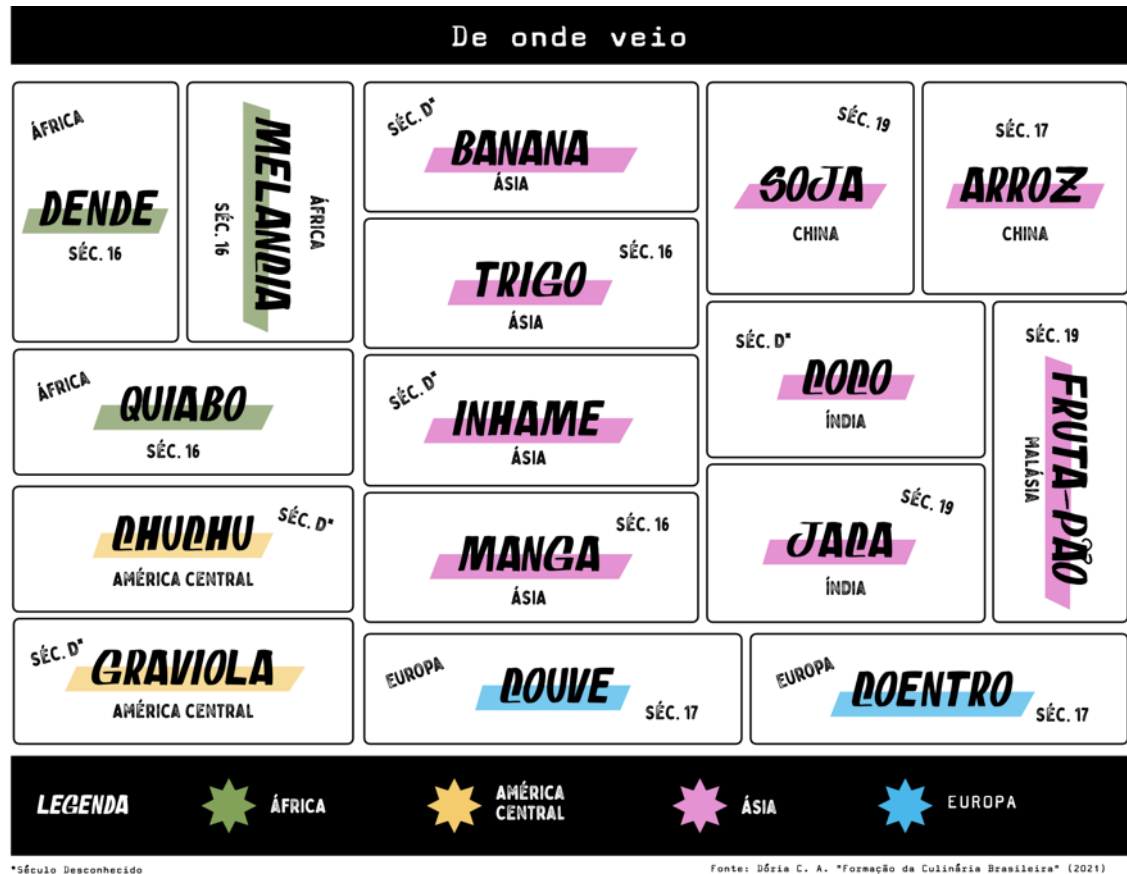 De onde veio
ÁFRICA
DENDE
SÉC. 16
MELANCIA
SÉC. 16
ÁFRICA
ÁFRICA
QUIABO
SÉC. 16
CHUCHU
SÉC. D*
AMÉRICA CENTRAL
SÉC. D*
GRAVIOLA
AMÉRICA CENTRAL
SÉC. D*
BANANA
ÁSIA
SÉC. 16
TRIGO
ÁSIA
SÉC. D*
INHAME
ÁSIA
SÉC. 16
MANGA
ÁSIA
SÉC. 19
SOJA
CHINA
SÉC. 17
ARROZ
CHINA
SÉC. D*
COCO
ÍNDIA
SÉC. 19
FRUTA-PÃO
MALÁSIA
SÉC. 19
JACA
ÍNDIA
EUROPA
COUVE
SÉC. 17
EUROPA
COENTRO
SÉC. 17
LEGENDA
ÁFRICA
AMÉRICA
CENTRAL
ÁSIA
EUROPA
*Século Desconhecido
Fonte: Dória C. A. "Formação da Culinária Brasileira" (2021)